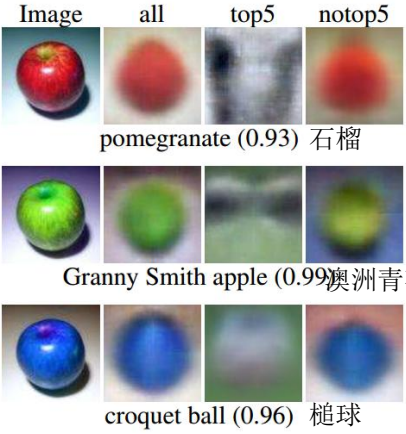 Image all top5 notop5
pomegranate (0.93) 石榴
Granny Smith apple (0.99) 澳洲青
croquet ball (0.96) 槌球